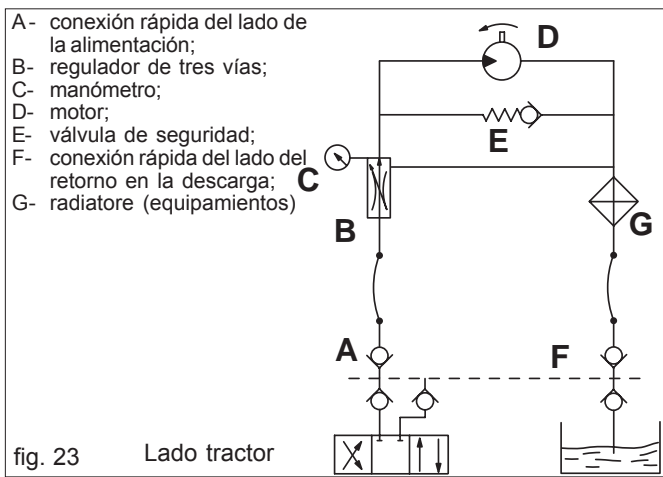 A- conexión rápida del lado de
la alimentación;
B- regulador de tres vías;
C- manómetro;
D- motor;
E- válvula de seguridad;
F- conexión rápida del lado del
retorno en la descarga;
G- radiatore (equipamientos)
D
E
C
B
G
A
F
fig. 23 Lado tractor